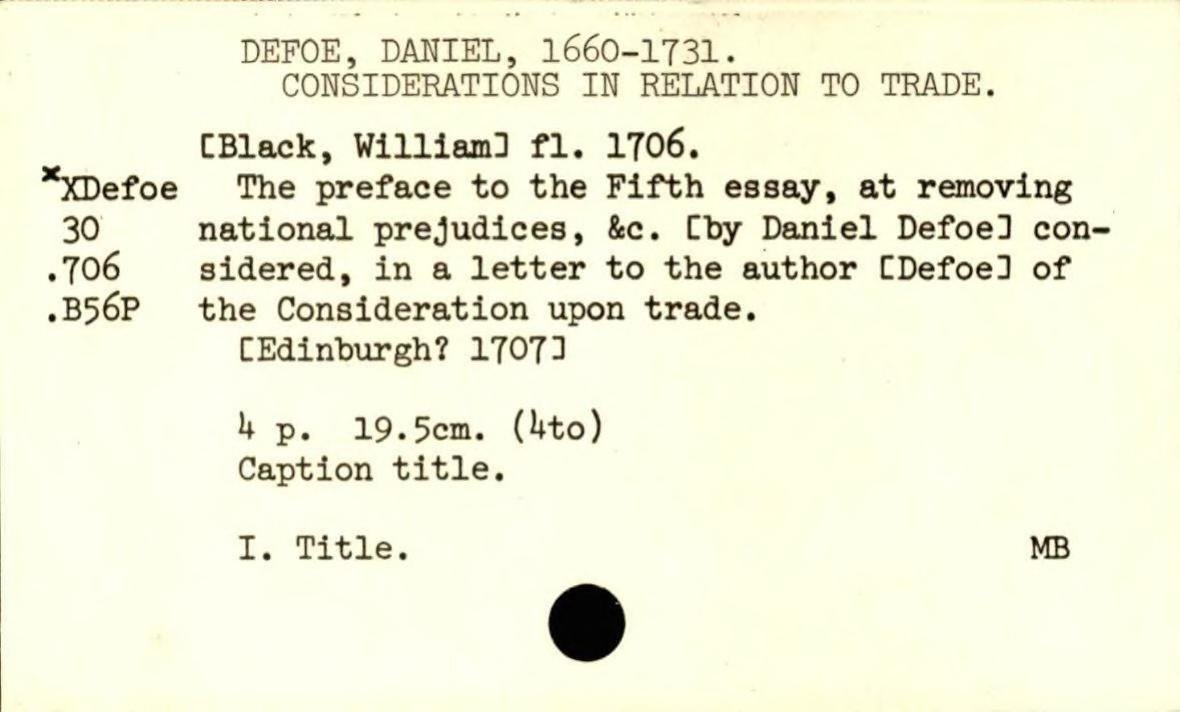 DEFOE, DANIEL, 1660-1731.
CONSIDERATIONS IN RELATION TO TRADE.
[Black, William] fl. 1706.
xXDefoe The preface to the Fifth essay, at removing
30 national prejudices, &c. [by Daniel Defoe] con-
.706 sidered, in a letter to the author [Defoe] of
.B56P the Consideration upon trade.
[Edinburgh? 1707]
4 p. 19.5cm. (4to)
Caption title.
I. Title. MB